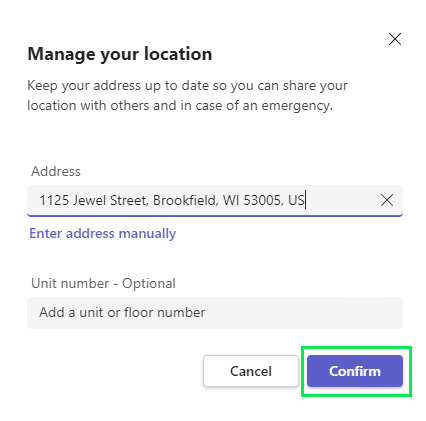 Manage your location
Keep your address up to date so you can share your
location with others and in case of an emergency.
Address
1125 Jewel Street, Brookfield, WI 53005, US
Enter address manually
Unit number - Optional
Add a unit or floor number
Cancel
Confirm